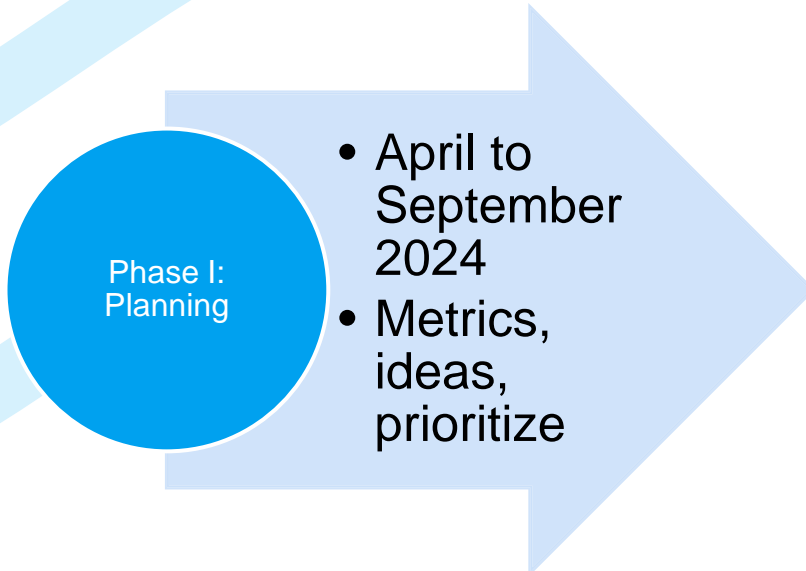 Phase I:
Planning
• April to
September
2024
• Metrics,
ideas,
prioritize